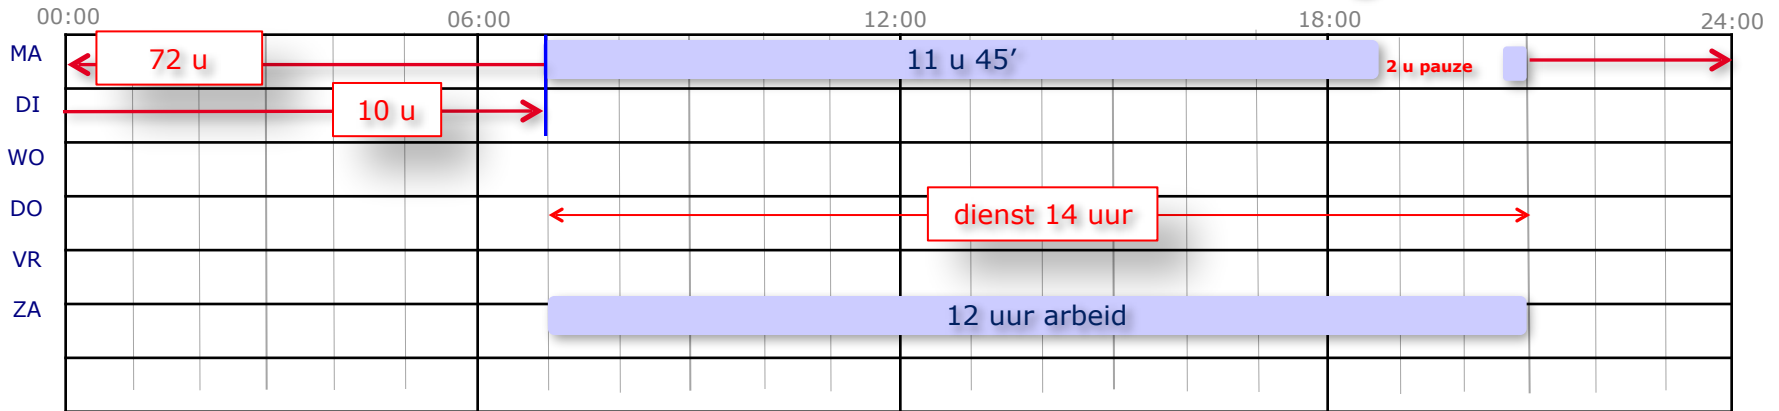 00:00 06:00 12:00 18:00 24:00
MA 72 u 11 u 45’ 2 u pauze
DI 10 u
WO
DO dienst 14 uur
VR
ZA 12 uur arbeid